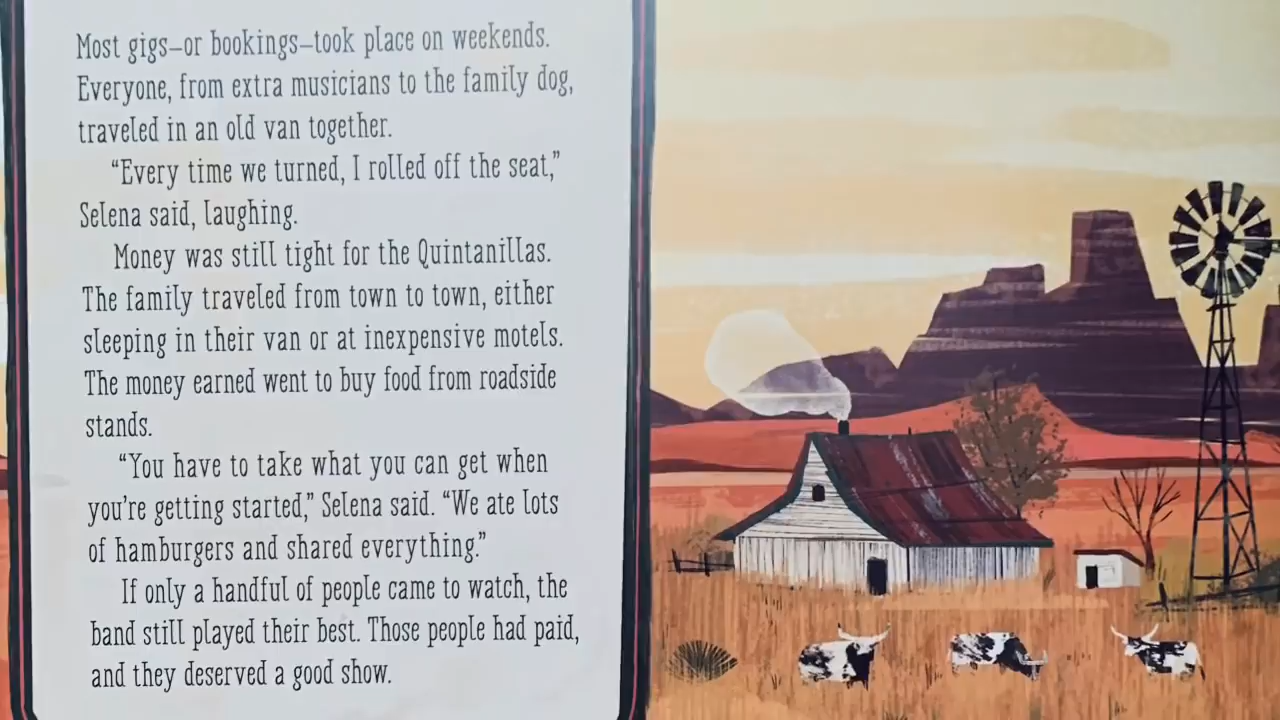 Most gigs–or bookings–took place on weekends.
Everyone, from extra musicians to the family dog,
traveled in an old van together.
“Every time we turned, I rolled off the seat,”
Selena said, laughing.
Money was still tight for the Quintanillas.
The family traveled from town to town, either
sleeping in their van or at inexpensive motels.
The money earned went to buy food from roadside
stands.
“You have to take what you can get when
you’re getting started,” Selena said. “We ate lots
of hamburgers and shared everything.”
If only a handful of people came to watch, the
band still played their best. Those people had paid,
and they deserved a good show.